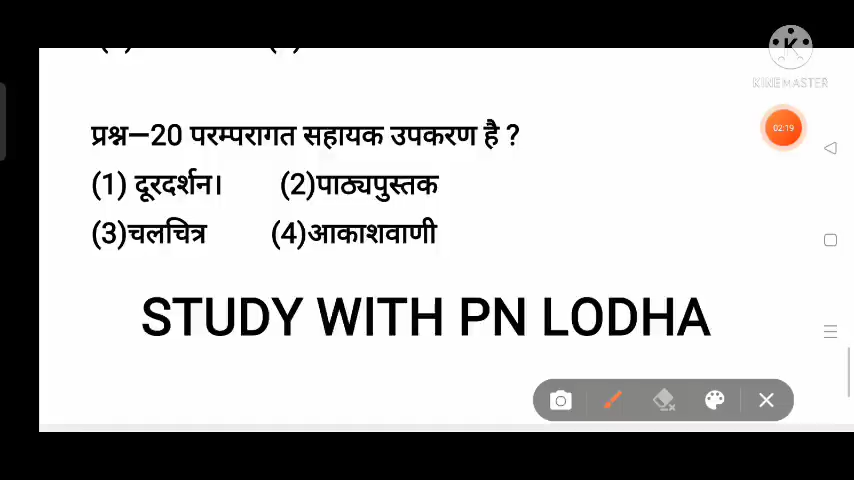 प्रश्न—20 परम्परागत सहायक उपकरण है ?
(1) दूरदर्शन। (2)पाठ्यपुस्तक
(3)चलचित्र (4)आकाशवाणी
STUDY WITH PN LODHA
K
KINEMASTER
02:19